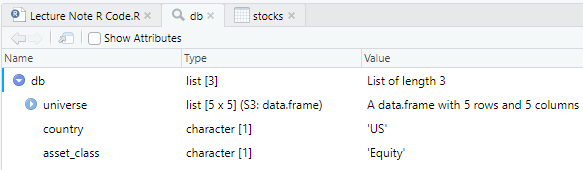 Lecture Note R Code.R × db × stocks ×
Show Attributes
Name Type Value
db list [3] List of length 3
universe list [5 x 5] (S3: data.frame) A data.frame with 5 rows and 5 columns
country character [1] 'US'
asset_class character [1] 'Equity'